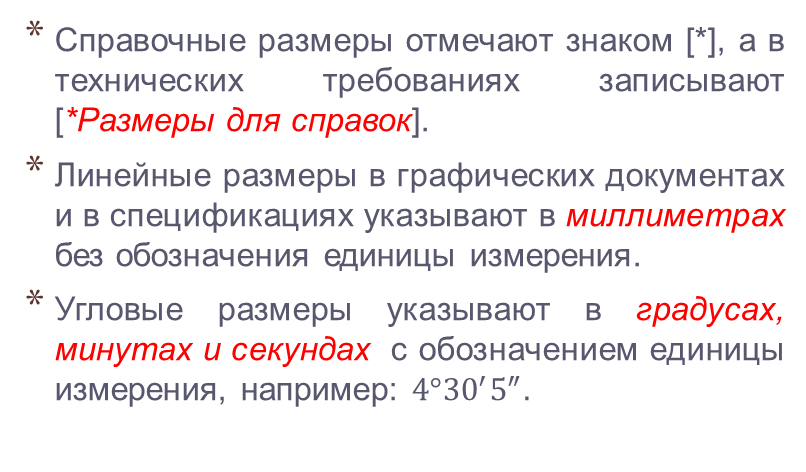 * Справочные размеры отмечают знаком [*], а в
технических требованиях записывают
[*Размеры для справок].
* Линейные размеры в графических документах
и в спецификациях указывают в миллиметрах
без обозначения единицы измерения.
* Угловые размеры указывают в градусах,
минутах и секундах с обозначением единицы
измерения, например: 4°30′5″.